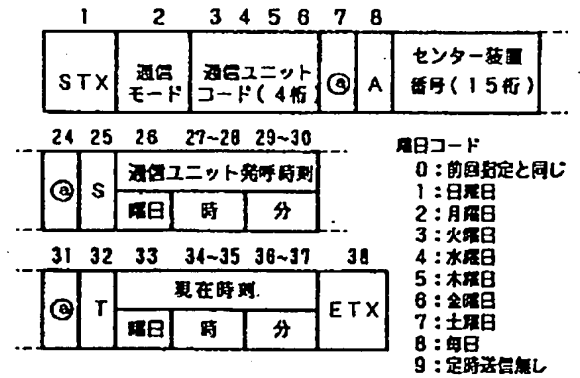 1 2 3 4 5 6 7 8
STX 通信モード 通信ユニットコード(4桁) ⓐ A センター装置番号(15桁)
24 25 26 27~28 29~30
ⓐ S 通信ユニット発呼時刻
曜日 時 分
31 32 33 34~35 36~37 38
ⓐ T 現在時刻 ETX
曜日 時 分
曜日コード
0:前回指定と同じ
1:日曜日
2:月曜日
3:火曜日
4:水曜日
5:木曜日
6:金曜日
7:土曜日
8:毎日
9:定時送信無し